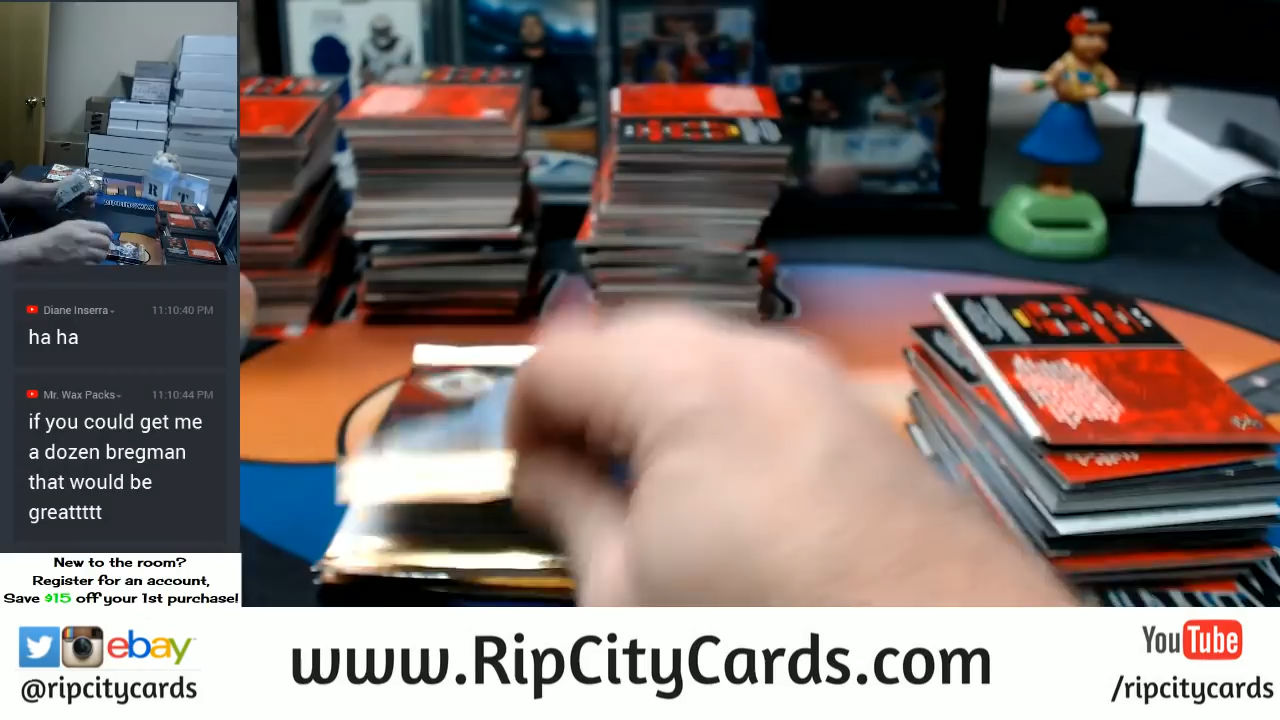 Diane Inserra
11:10:40 PM
ha ha
Mr. Wax Packs
11:10:44 PM
if you could get me
a dozen bregman
that would be
greattttt
New to the room?
Register for an account,
Save $15 off your 1st purchase!
ebay
@ripcitycards
www.RipCityCards.com
YouTube
/ripcitycards